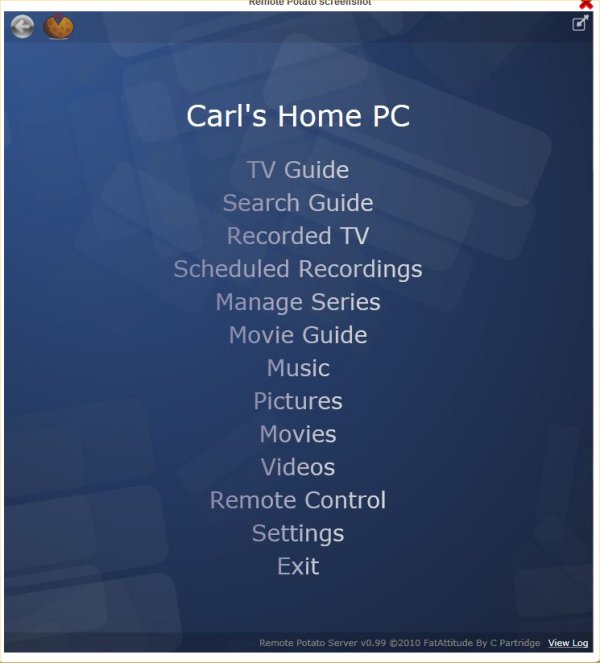 Remote Potato screenshot
Carl's Home PC
TV Guide
Search Guide
Recorded TV
Scheduled Recordings
Manage Series
Movie Guide
Music
Pictures
Movies
Videos
Remote Control
Settings
Exit
Remote Potato Server v0.99 ©2010 FatAttitude By C Partridge View Log